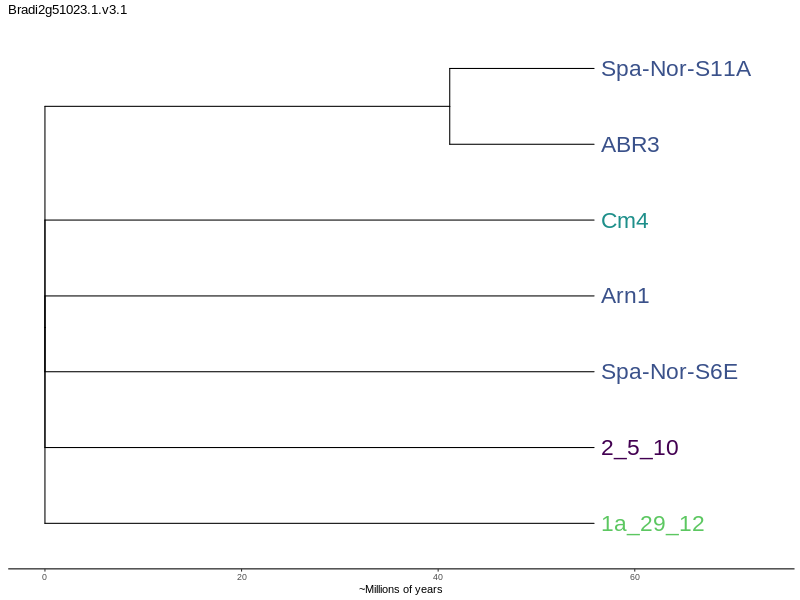 Bradi2g51023.1.v3.1
Spa-Nor-S11A
ABR3
Cm4
Arn1
Spa-Nor-S6E
2_5_10
1a_29_12
0 20 40 60
~Millions of years